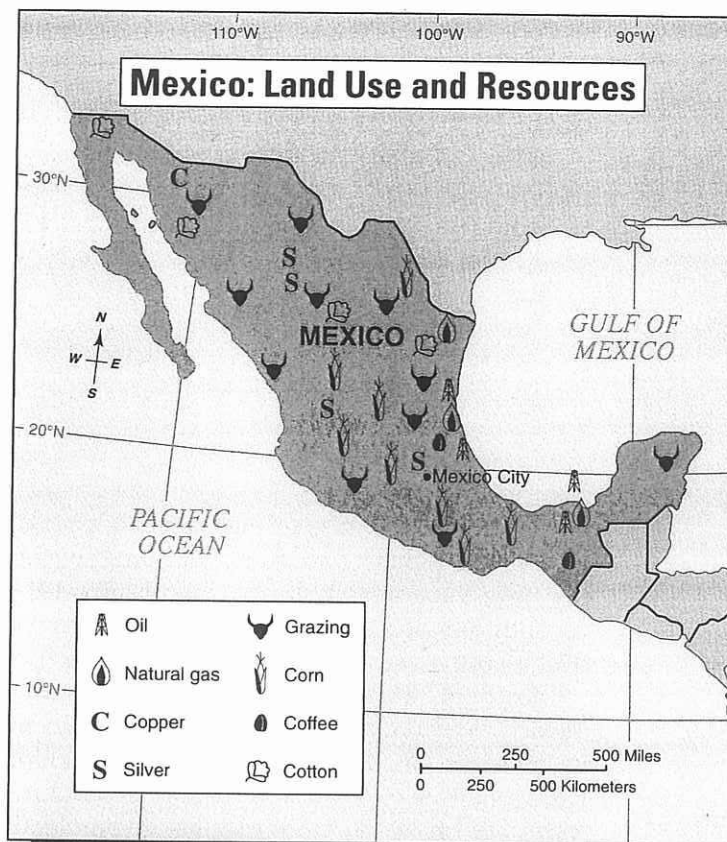 110°W
100°W
90°W
Mexico: Land Use and Resources
30°N
C
S
S
N
W E
S
MEXICO
GULF OF
MEXICO
S
20°N
S
Mexico City
PACIFIC
OCEAN
Oil
Grazing
Natural gas
Corn
10°N
C Copper
Coffee
S Silver
Cotton
0 250 500 Miles
0 250 500 Kilometers